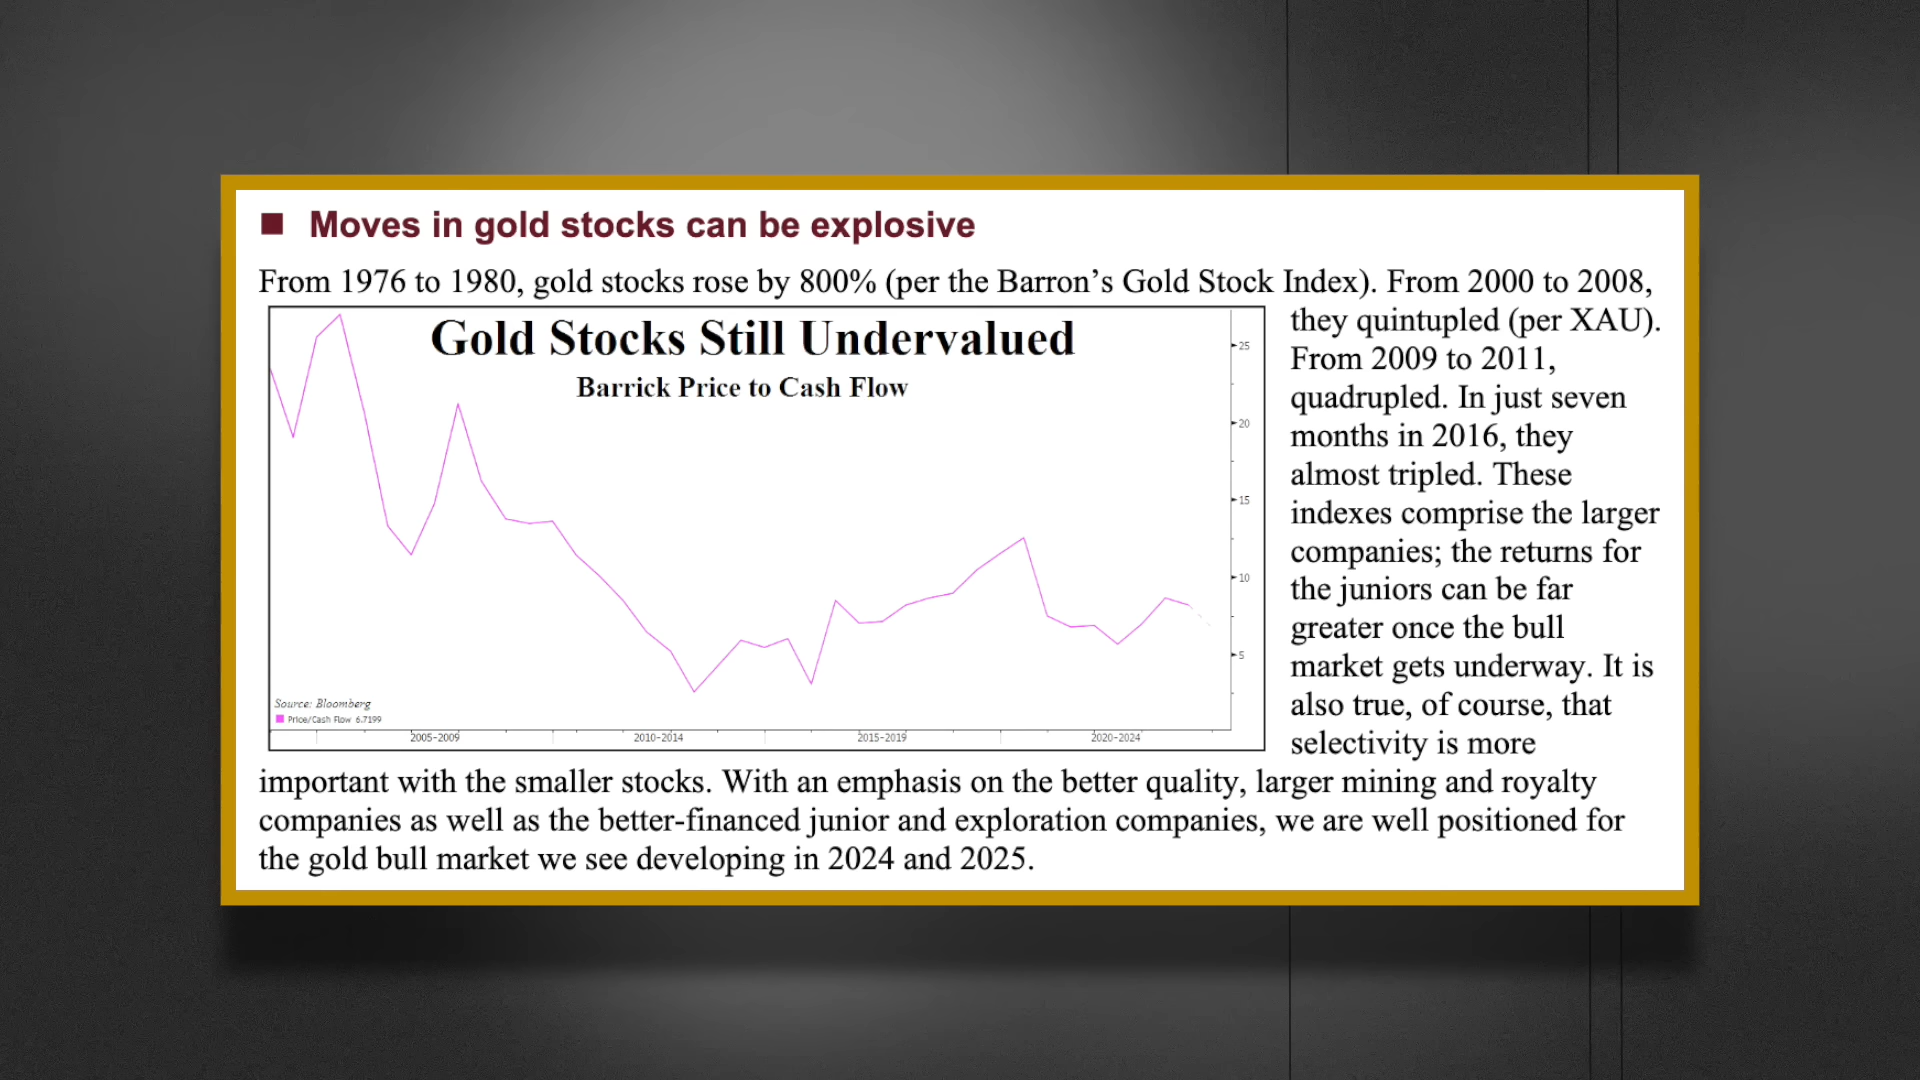 ■ Moves in gold stocks can be explosive
From 1976 to 1980, gold stocks rose by 800% (per the Barron’s Gold Stock Index). From 2000 to 2008,
they quintupled (per XAU).
From 2009 to 2011,
quadrupled. In just seven
months in 2016, they
almost tripled. These
indexes comprise the larger
companies; the returns for
the juniors can be far
greater once the bull
market gets underway. It is
also true, of course, that
selectivity is more
important with the smaller stocks. With an emphasis on the better quality, larger mining and royalty
companies as well as the better-financed junior and exploration companies, we are well positioned for
the gold bull market we see developing in 2024 and 2025.
Gold Stocks Still Undervalued
Barrick Price to Cash Flow
25
20
15
10
5
Source: Bloomberg
Price/Cash Flow 6.7199
2005-2009 2010-2014 2015-2019 2020-2024